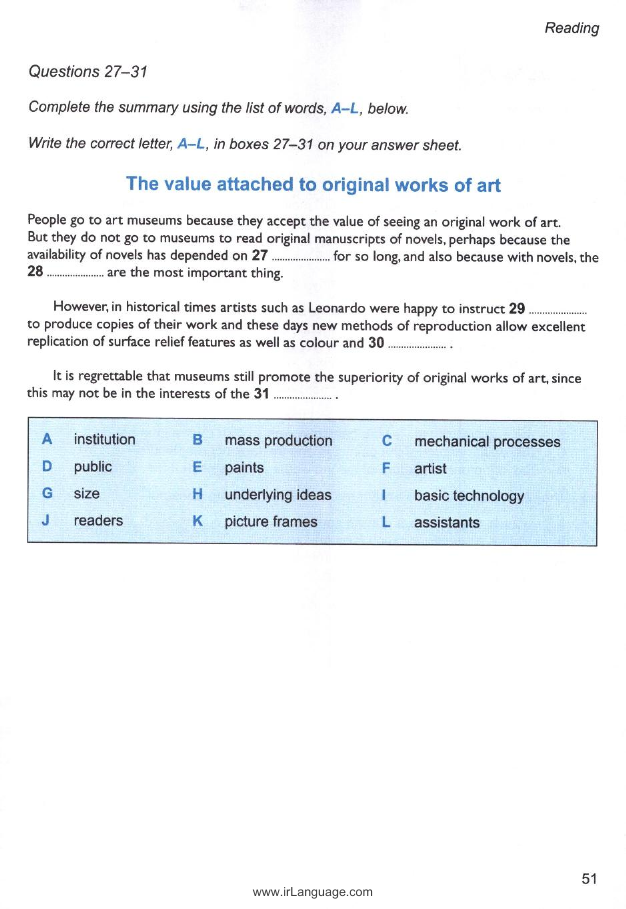 Reading
Questions 27–31
Complete the summary using the list of words, A–L, below.
Write the correct letter, A–L, in boxes 27–31 on your answer sheet.
The value attached to original works of art
People go to art museums because they accept the value of seeing an original work of art.
But they do not go to museums to read original manuscripts of novels, perhaps because the
availability of novels has depended on 27 ...................... for so long, and also because with novels, the
28 ...................... are the most important thing.
However, in historical times artists such as Leonardo were happy to instruct 29 ......................
to produce copies of their work and these days new methods of reproduction allow excellent
replication of surface relief features as well as colour and 30 ...................... .
It is regrettable that museums still promote the superiority of original works of art, since
this may not be in the interests of the 31 ...................... .
A institution B mass production C mechanical processes
D public E paints F artist
G size H underlying ideas I basic technology
J readers K picture frames L assistants
51
www.irLanguage.com